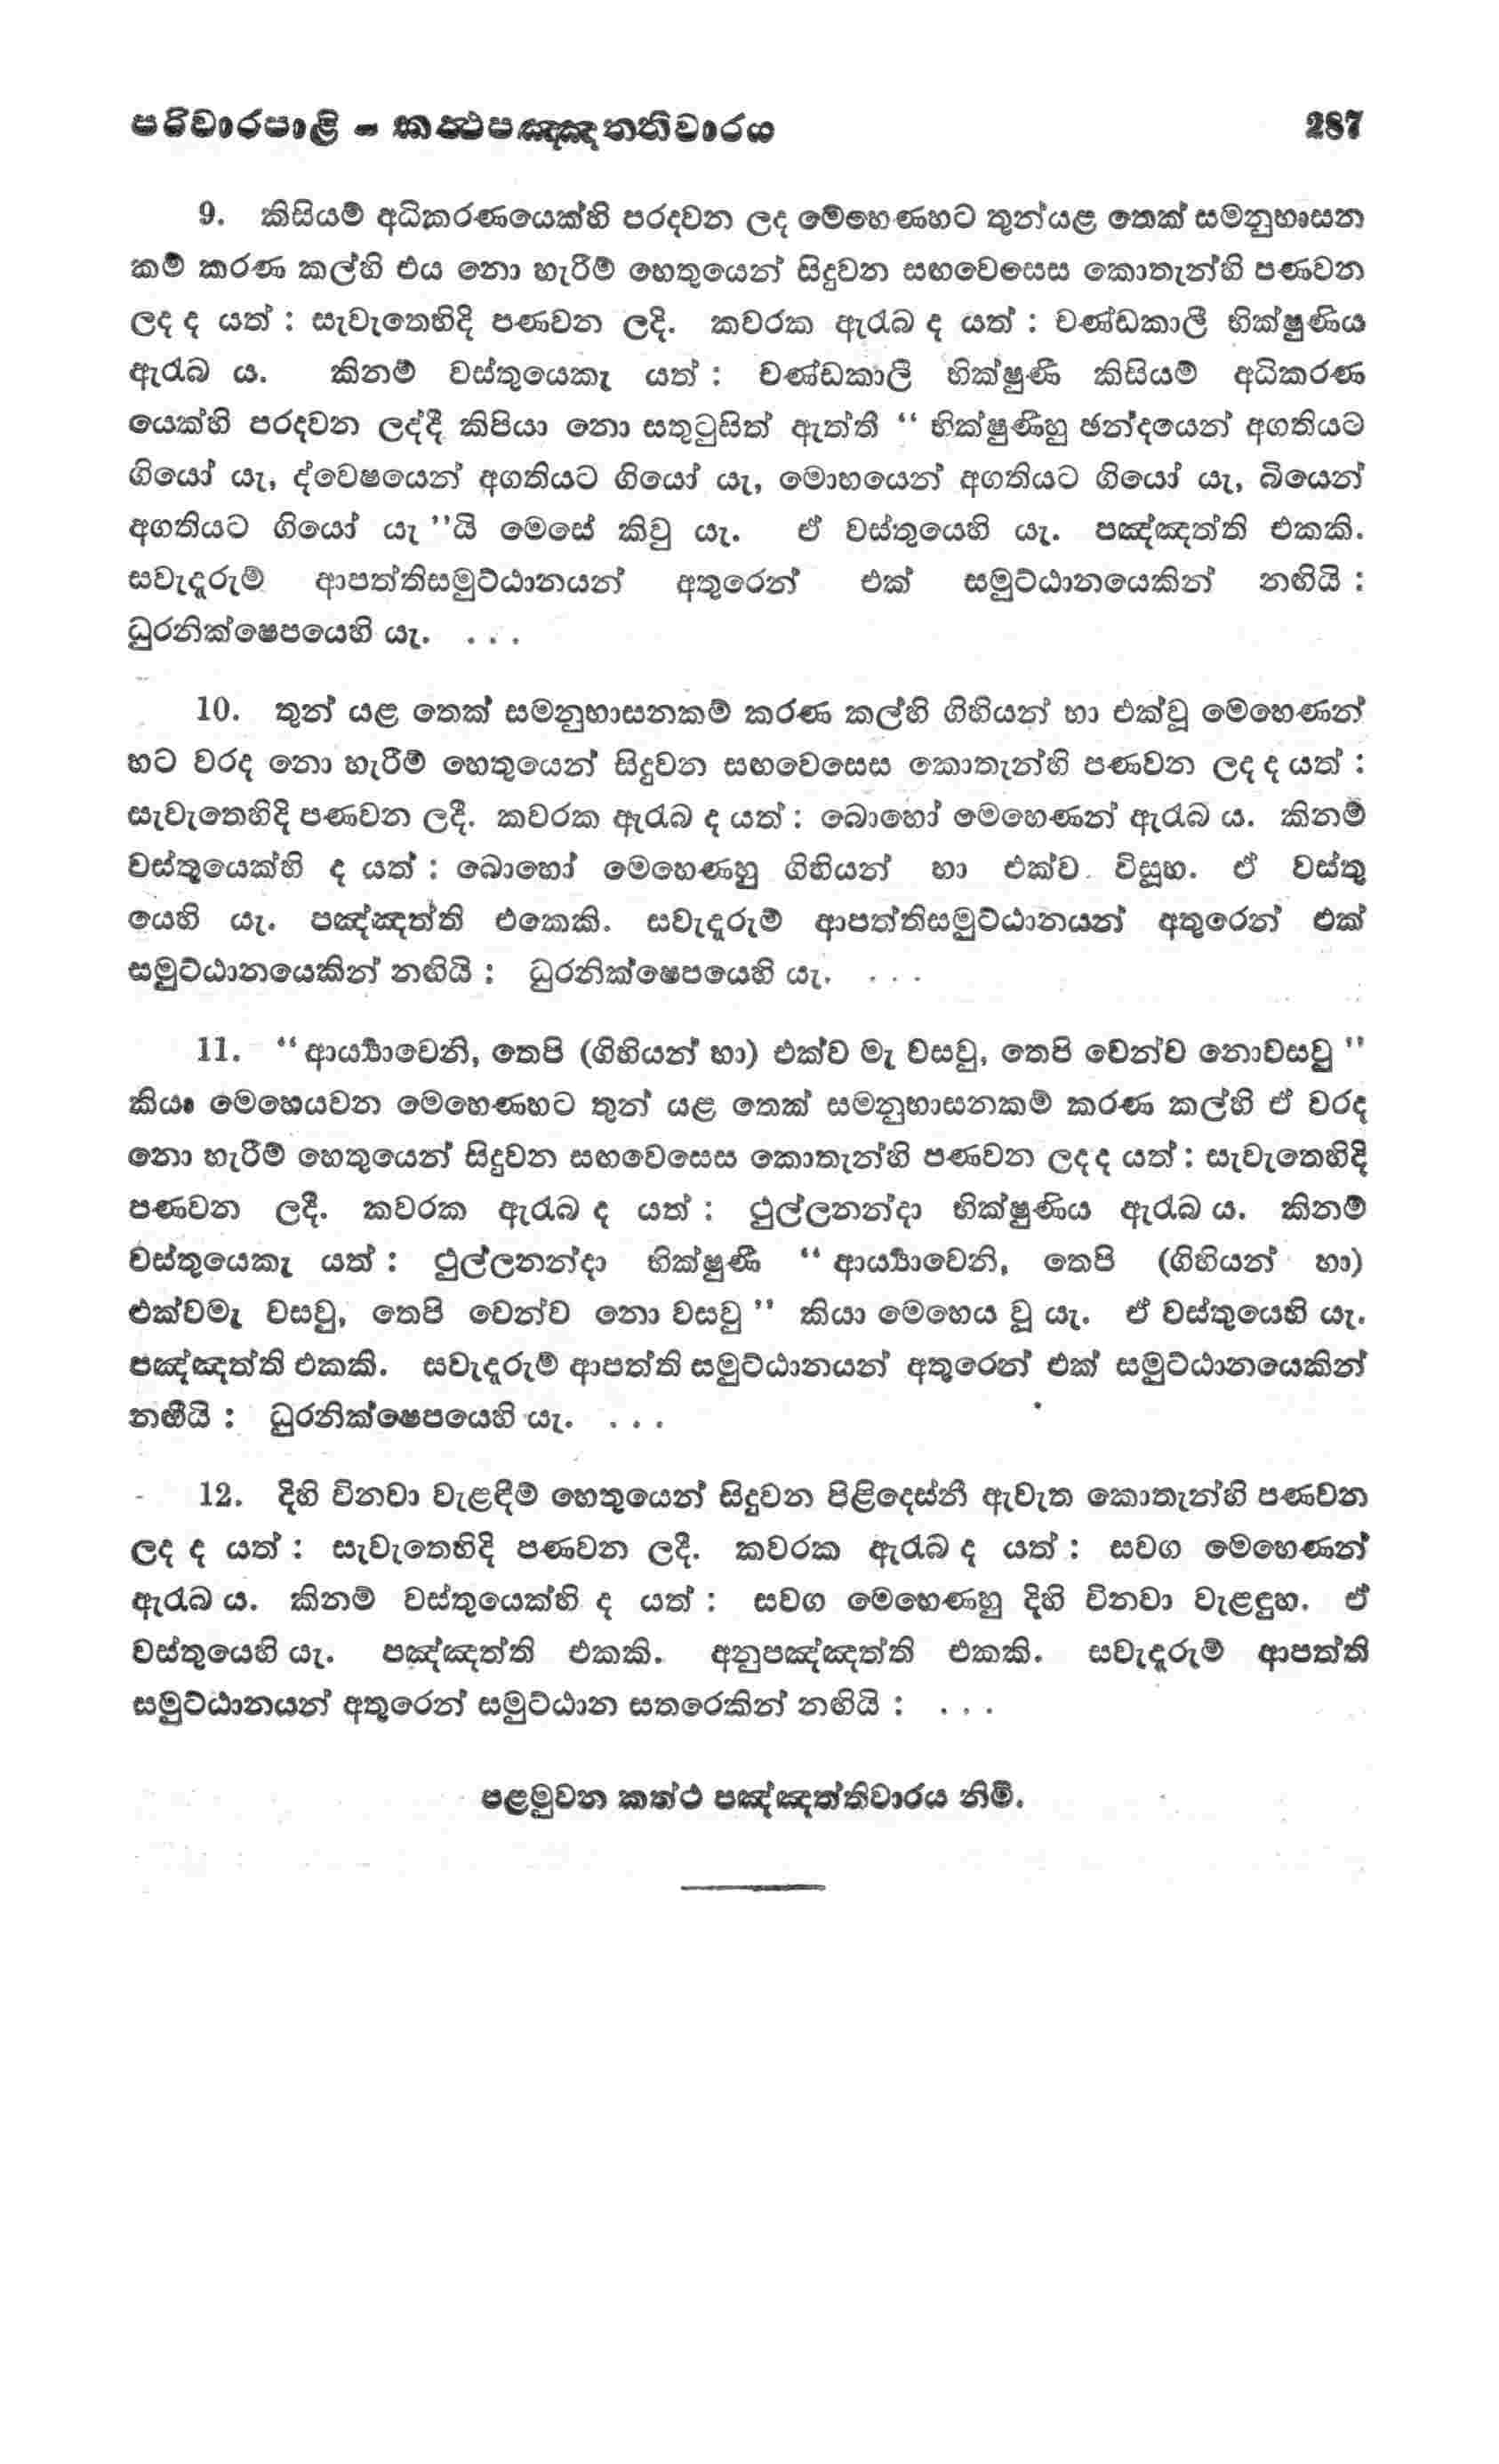 පරිවාරපාළි - කත්‍ථපඤ්ඤත්තිවාරය 287
9. කිසියම් අධිකරණයෙක්හි පරදවන ලද මේහෙණහට තුන්යළ තෙක් සමනුභාසන
කම් කරණ කල්හි එය නො හැරීම් හෙතුයෙන් සිදුවන සඟවෙසෙස කොතැන්හි පණවන
ලද ද යත් : සැවැතෙහිදි පණවන ලදි. කවරක ඇරැබ ද යත් : චණ්ඩකාලී භික්ෂුණිය
ඇරැබ ය. කිනම් වස්තුයෙකැ යත් : චණ්ඩකාලී භික්ෂුණී කිසියම් අධිකරණ
යෙක්හි පරදවන ලද්දී කිපියා නො සතුටුසිත් ඇත්තී “ භික්ෂුණීහු ඡන්දයෙන් අගතියට
ගියෝ යැ, ද්වෙෂයෙන් අගතියට ගියෝ යැ, මොහයෙන් අගතියට ගියෝ යැ, බියෙන්
අගතියට ගියෝ යැ ”යි මෙසේ කිවු යැ. ඒ වස්තුයෙහි යැ. පඤ්ඤත්ති එකකි.
සවැදෑරුම් ආපත්තිසමුට්ඨානයන් අතුරෙන් එක් සමුට්ඨානයෙකින් නඟියි :
ධුරනික්ෂෙපයෙහි යැ. . . .
10. තුන් යළ තෙක් සමනුභාසනකම් කරණ කල්හි ගිහියන් හා එක්වූ මෙහෙණන්
හට වරද නො හැරීම් හෙතුයෙන් සිදුවන සඟවෙසෙස කොතැන්හි පණවන ලද ද යත් :
සැවැතෙහිදි පණවන ලදී. කවරක ඇරැබ ද යත් : බොහෝ මෙහෙණන් ඇරැබ ය. කිනම්
වස්තුයෙක්හි ද යත් : බොහෝ මෙහෙණහු ගිහියන් හා එක්ව විසූහ. ඒ වස්තු
යෙහි යැ. පඤ්ඤත්ති එකෙකි. සවැදෑරුම් ආපත්තිසමුට්ඨානයන් අතුරෙන් එක්
සමුට්ඨානයෙකින් නඟියි : ධුරනික්ෂෙපයෙහි යැ. . . .
11. “ ආර්‍ය්‍යාවෙනි, තෙපි (ගිහියන් හා) එක්ව මැ වසවු, තෙපි වෙන්ව නොවසවු ”
කියා මෙහෙයවන මෙහෙණහට තුන් යළ තෙක් සමනුභාසනකම් කරණ කල්හි ඒ වරද
නො හැරීම් හෙතුයෙන් සිදුවන සඟවෙසෙස කොතැන්හි පණවන ලද ද යත් : සැවැතෙහිදි
පණවන ලදී. කවරක ඇරැබ ද යත් : ථුල්ලනන්දා භික්ෂුණිය ඇරැබ ය. කිනම්
වස්තුයෙකැ යත් : ථුල්ලනන්දා භික්ෂුණී “ ආර්‍ය්‍යාවෙනි, තෙපි (ගිහියන් හා)
එක්වමැ වසවු, තෙපි වෙන්ව නො වසවු ” කියා මෙහෙය වූ යැ. ඒ වස්තුයෙහි යැ.
පඤ්ඤත්ති එකකි. සවැදෑරුම් ආපත්ති සමුට්ඨානයන් අතුරෙන් එක් සමුට්ඨානයෙකින්
නඟීයි : ධුරනික්ෂෙපයෙහි යැ. . . .
12. දිහි විනවා වැළඳීම් හෙතුයෙන් සිදුවන පිළිදෙස්නී ඇවැත කොතැන්හි පණවන
ලද ද යත් : සැවැතෙහිදි පණවන ලදී. කවරක ඇරැබ ද යත් : සවග මෙහෙණන්
ඇරැබ ය. කිනම් වස්තුයෙක්හි ද යත් : සවග මෙහෙණහු දිහි විනවා වැළඳූහ. ඒ
වස්තුයෙහි යැ. පඤ්ඤත්ති එකකි. අනුපඤ්ඤත්ති එකකි. සවැදෑරුම් ආපත්ති
සමුට්ඨානයන් අතුරෙන් සමුට්ඨාන සතරෙකින් නඟියි : . . .
පළමුවන කත්ථ පඤ්ඤත්තිවාරය නිමි.